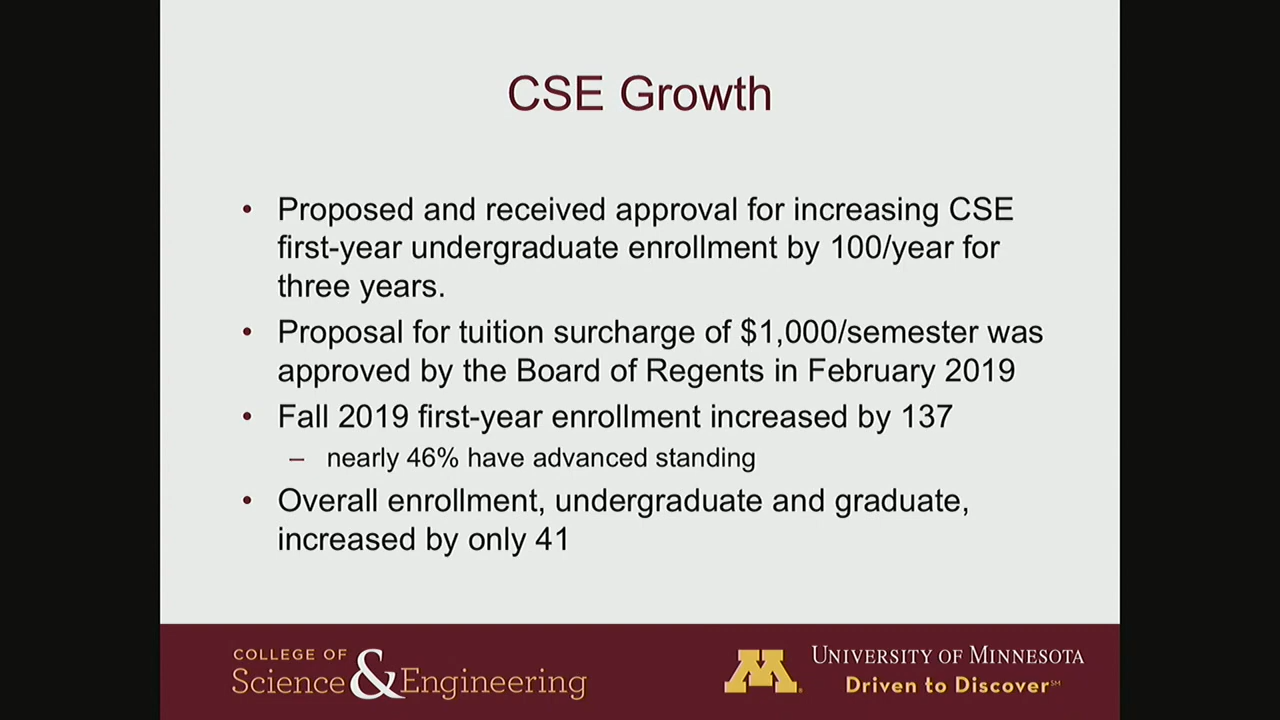 CSE Growth
• Proposed and received approval for increasing CSE
first-year undergraduate enrollment by 100/year for
three years.
• Proposal for tuition surcharge of $1,000/semester was
approved by the Board of Regents in February 2019
• Fall 2019 first-year enrollment increased by 137
– nearly 46% have advanced standing
• Overall enrollment, undergraduate and graduate,
increased by only 41
COLLEGE OF
Science & Engineering
M
UNIVERSITY OF MINNESOTA
Driven to Discover℠